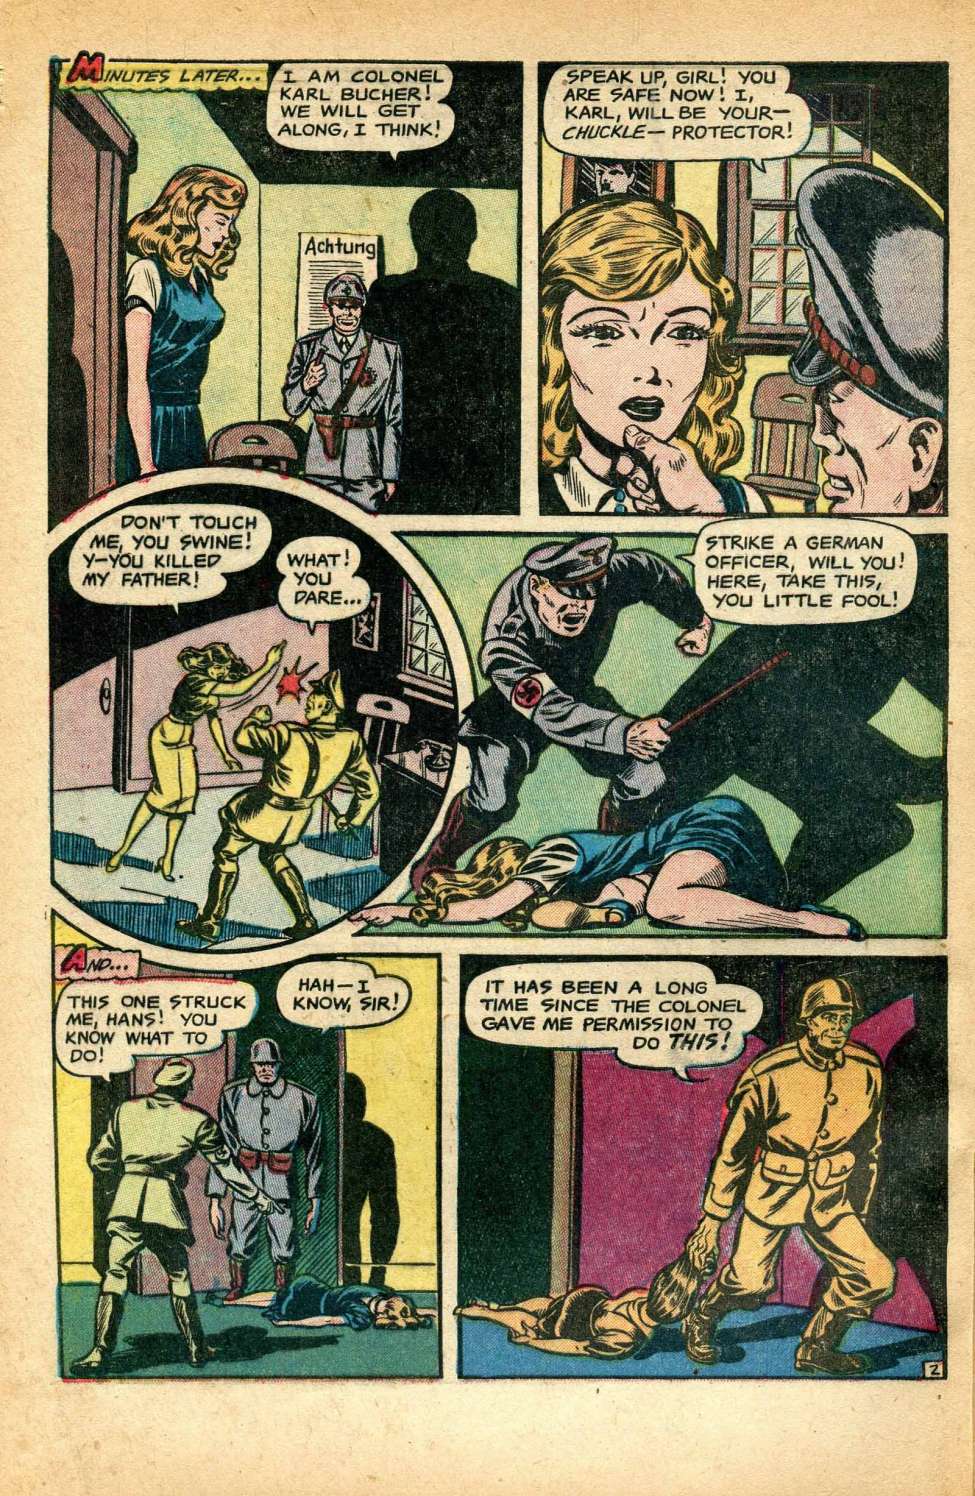 MINUTES LATER...
I AM COLONEL
KARL BUCHER!
WE WILL GET
ALONG, I THINK!
Achtung
SPEAK UP, GIRL! YOU
ARE SAFE NOW! I,
KARL, WILL BE YOUR—
CHUCKLE— PROTECTOR!
DON'T TOUCH
ME, YOU SWINE!
Y-YOU KILLED
MY FATHER!
WHAT!
YOU
DARE...
STRIKE A GERMAN
OFFICER, WILL YOU!
HERE, TAKE THIS,
YOU LITTLE FOOL!
AND...
THIS ONE STRUCK
ME, HANS! YOU
KNOW WHAT TO
DO!
HAH—I
KNOW, SIR!
IT HAS BEEN A LONG
TIME SINCE THE COLONEL
GAVE ME PERMISSION TO
DO THIS!
2